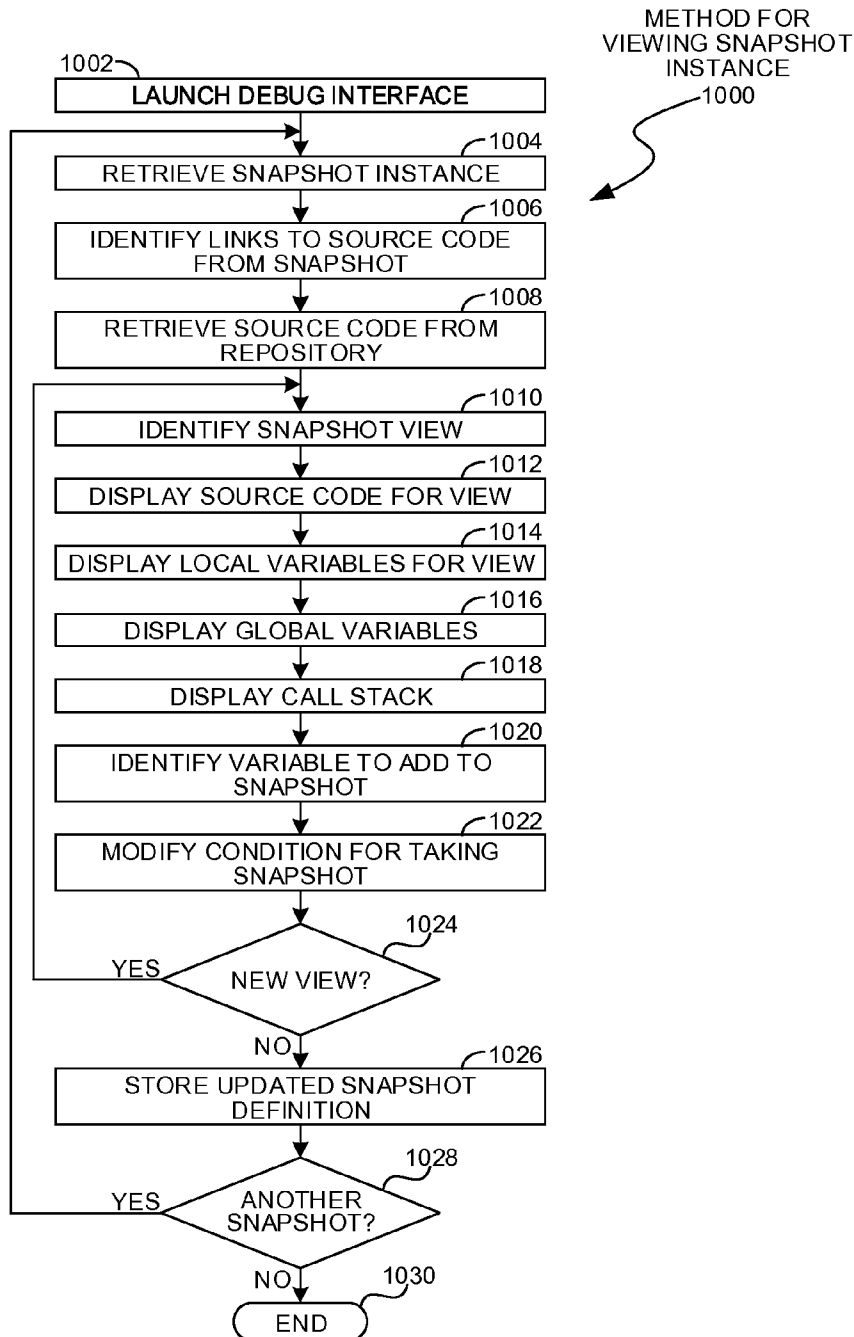 METHOD FOR
VIEWING SNAPSHOT
INSTANCE
1000
1002
LAUNCH DEBUG INTERFACE
1004
RETRIEVE SNAPSHOT INSTANCE
1006
IDENTIFY LINKS TO SOURCE CODE
FROM SNAPSHOT
1008
RETRIEVE SOURCE CODE FROM
REPOSITORY
1010
IDENTIFY SNAPSHOT VIEW
1012
DISPLAY SOURCE CODE FOR VIEW
1014
DISPLAY LOCAL VARIABLES FOR VIEW
1016
DISPLAY GLOBAL VARIABLES
1018
DISPLAY CALL STACK
1020
IDENTIFY VARIABLE TO ADD TO
SNAPSHOT
1022
MODIFY CONDITION FOR TAKING
SNAPSHOT
1024
YES
NEW VIEW?
NO
1026
STORE UPDATED SNAPSHOT
DEFINITION
1028
YES
ANOTHER
SNAPSHOT?
NO
1030
END